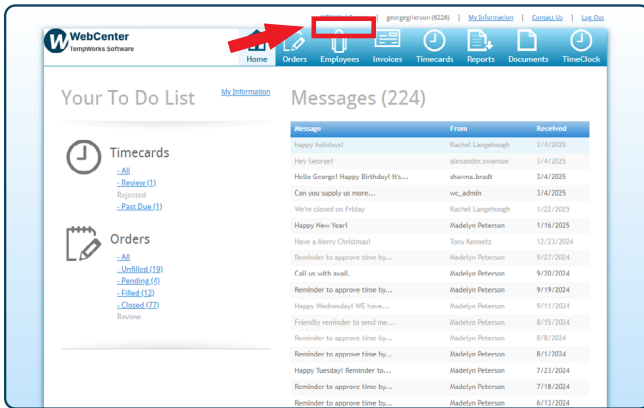 georgegrierson (6226) | My Information | Contact Us | Log Out
WebCenter
TempWorks Software
Home Orders Employees Invoices Timecards Reports Documents TimeClock
Your To Do List My Information
Timecards
- All
- Review (1)
Rejected
- Past Due (1)
Orders
- All
- Unfilled (19)
- Pending (4)
- Filled (12)
- Closed (77)
Review
Messages (224)
Message From Received
happy holidays! Rachel Langehough 3/4/2025
Hey George! alexander.swanson 3/4/2025
Hello George! Happy Birthday! It's... shawna.bradt 3/4/2025
Can you supply us more... wc_admin 3/4/2025
We're closed on Friday Rachel Langehough 1/22/2025
Happy New Year! Madelyn Peterson 1/16/2025
Have a Merry Christmas! Tony Kennetz 12/23/2024
Reminder to approve time by... Madelyn Peterson 9/27/2024
Call us with avail. Madelyn Peterson 9/20/2024
Reminder to approve time by... Madelyn Peterson 9/19/2024
Happy Wednesday! WE have... Madelyn Peterson 9/11/2024
Friendly reminder to send me... Madelyn Peterson 8/15/2024
Reminder to approve time by... Madelyn Peterson 8/8/2024
Reminder to approve time by... Madelyn Peterson 8/1/2024
Happy Tuesday! Reminder to... Madelyn Peterson 7/23/2024
Reminder to approve time by... Madelyn Peterson 7/18/2024
Reminder to approve time by... Madelyn Peterson 6/13/2024